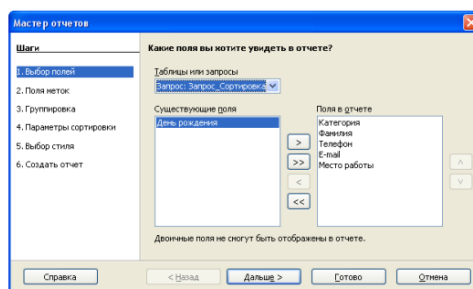 Мастер отчетов
Шаги
1. Выбор полей
2. Поля меток
3. Группировка
4. Параметры сортировки
5. Выбор стиля
6. Создать отчет
Какие поля вы хотите увидеть в отчете?
Таблицы или запросы
Запрос: Запрос_Сортировка
Существующие поля
День рождения
>
>>
<
<<
Поля в отчете
Категория
Фамилия
Телефон
E-mail
Место работы
Двоичные поля не смогут быть отображены в отчете.
Справка
< Назад
Дальше >
Готово
Отмена